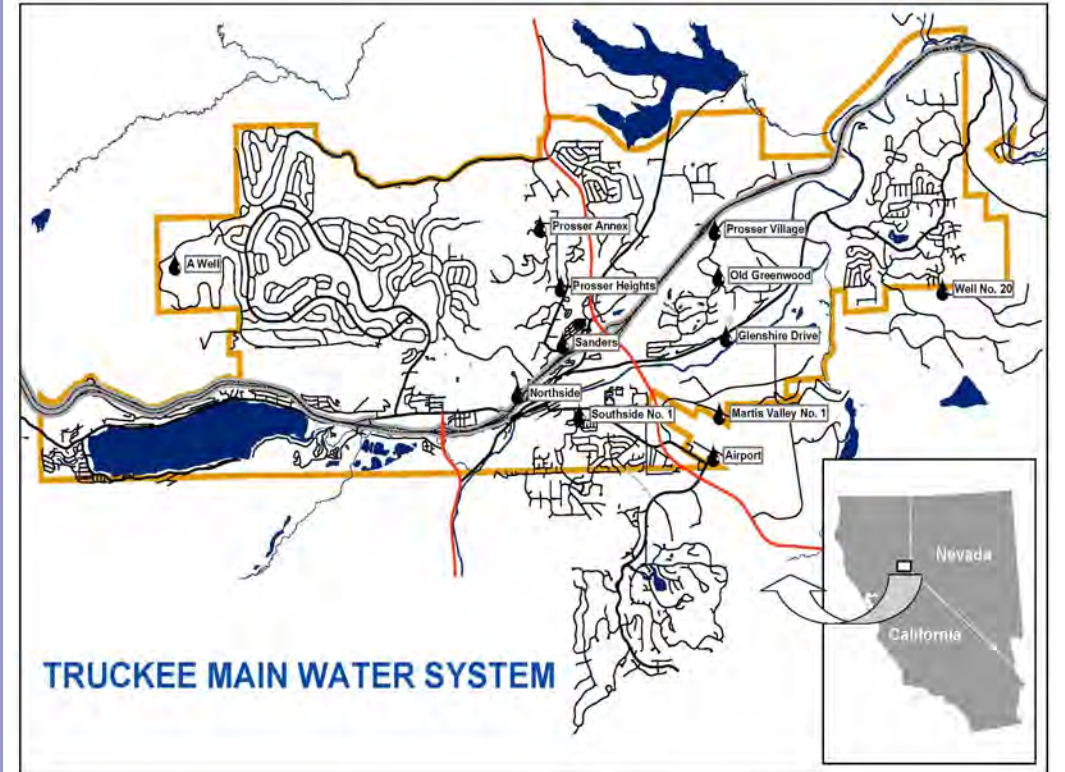 Prosser Annex
Prosser Village
A Well
Old Greenwood
Prosser Heights
Well No. 20
Sanders
Glenshire Drive
Northside
Southside No. 1
Martis Valley No. 1
Airport
Nevada
California
TRUCKEE MAIN WATER SYSTEM